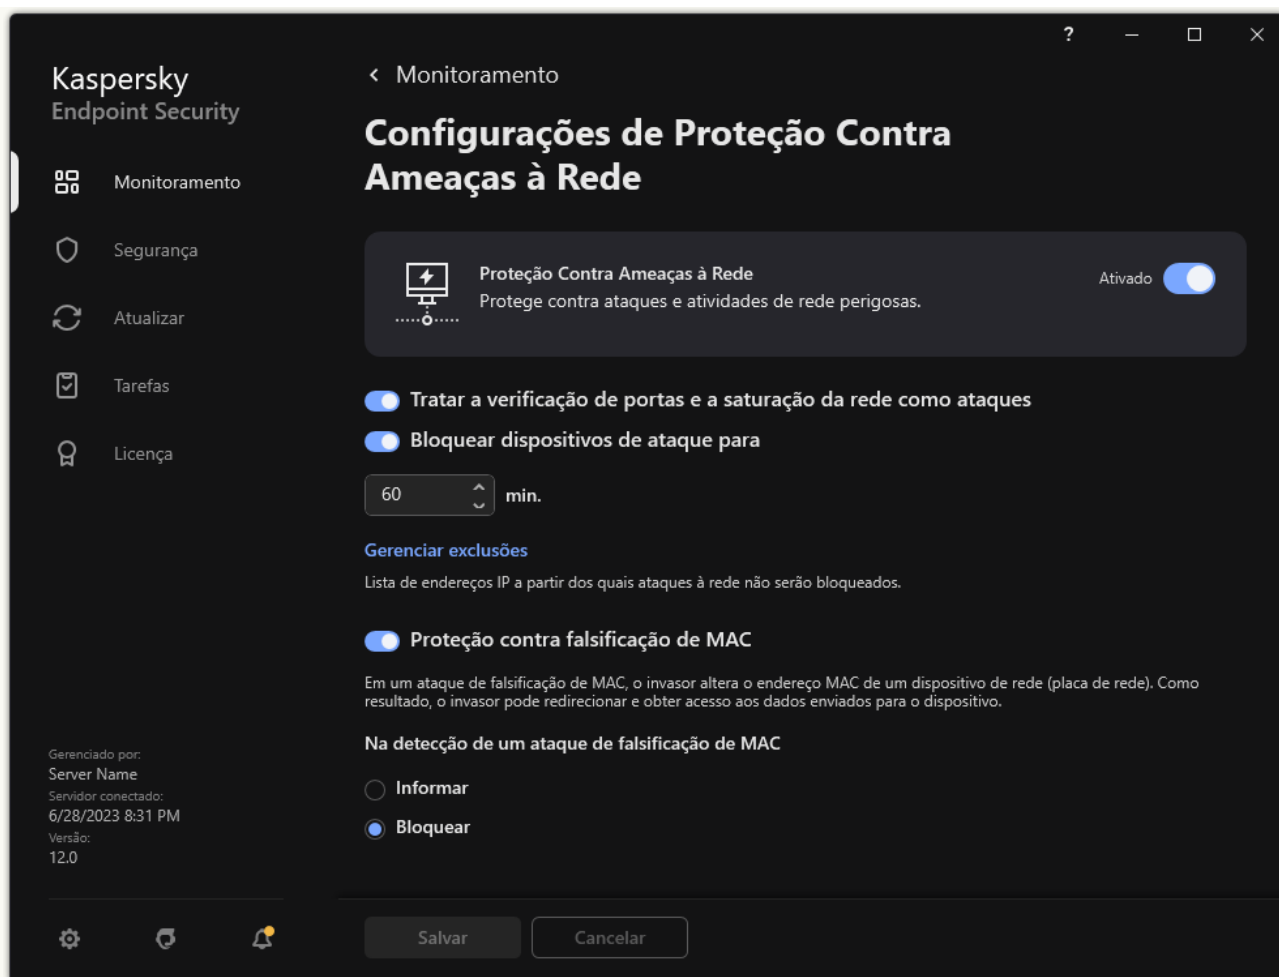 ?
Kaspersky
Endpoint Security
Monitoramento
Segurança
Atualizar
Tarefas
Licença
Gerenciado por:
Server Name
Servidor conectado:
6/28/2023 8:31 PM
Versão:
12.0
Monitoramento
Configurações de Proteção Contra
Ameaças à Rede
Proteção Contra Ameaças à Rede
Protege contra ataques e atividades de rede perigosas.
Ativado
Tratar a verificação de portas e a saturação da rede como ataques
Bloquear dispositivos de ataque para
60 min.
Gerenciar exclusões
Lista de endereços IP a partir dos quais ataques à rede não serão bloqueados.
Proteção contra falsificação de MAC
Em um ataque de falsificação de MAC, o invasor altera o endereço MAC de um dispositivo de rede (placa de rede). Como
resultado, o invasor pode redirecionar e obter acesso aos dados enviados para o dispositivo.
Na detecção de um ataque de falsificação de MAC
Informar
Bloquear
Salvar
Cancelar